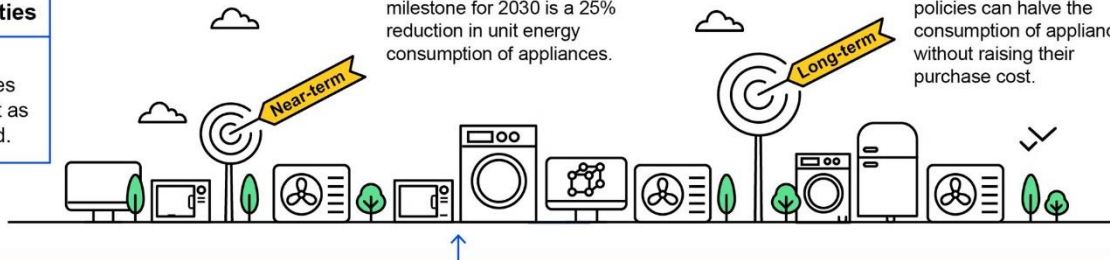 ties
es
t as
d.
Near-term
milestone for 2030 is a 25%
reduction in unit energy
consumption of appliances.
Long-term
policies can halve the
consumption of applianc
without raising their
purchase cost.